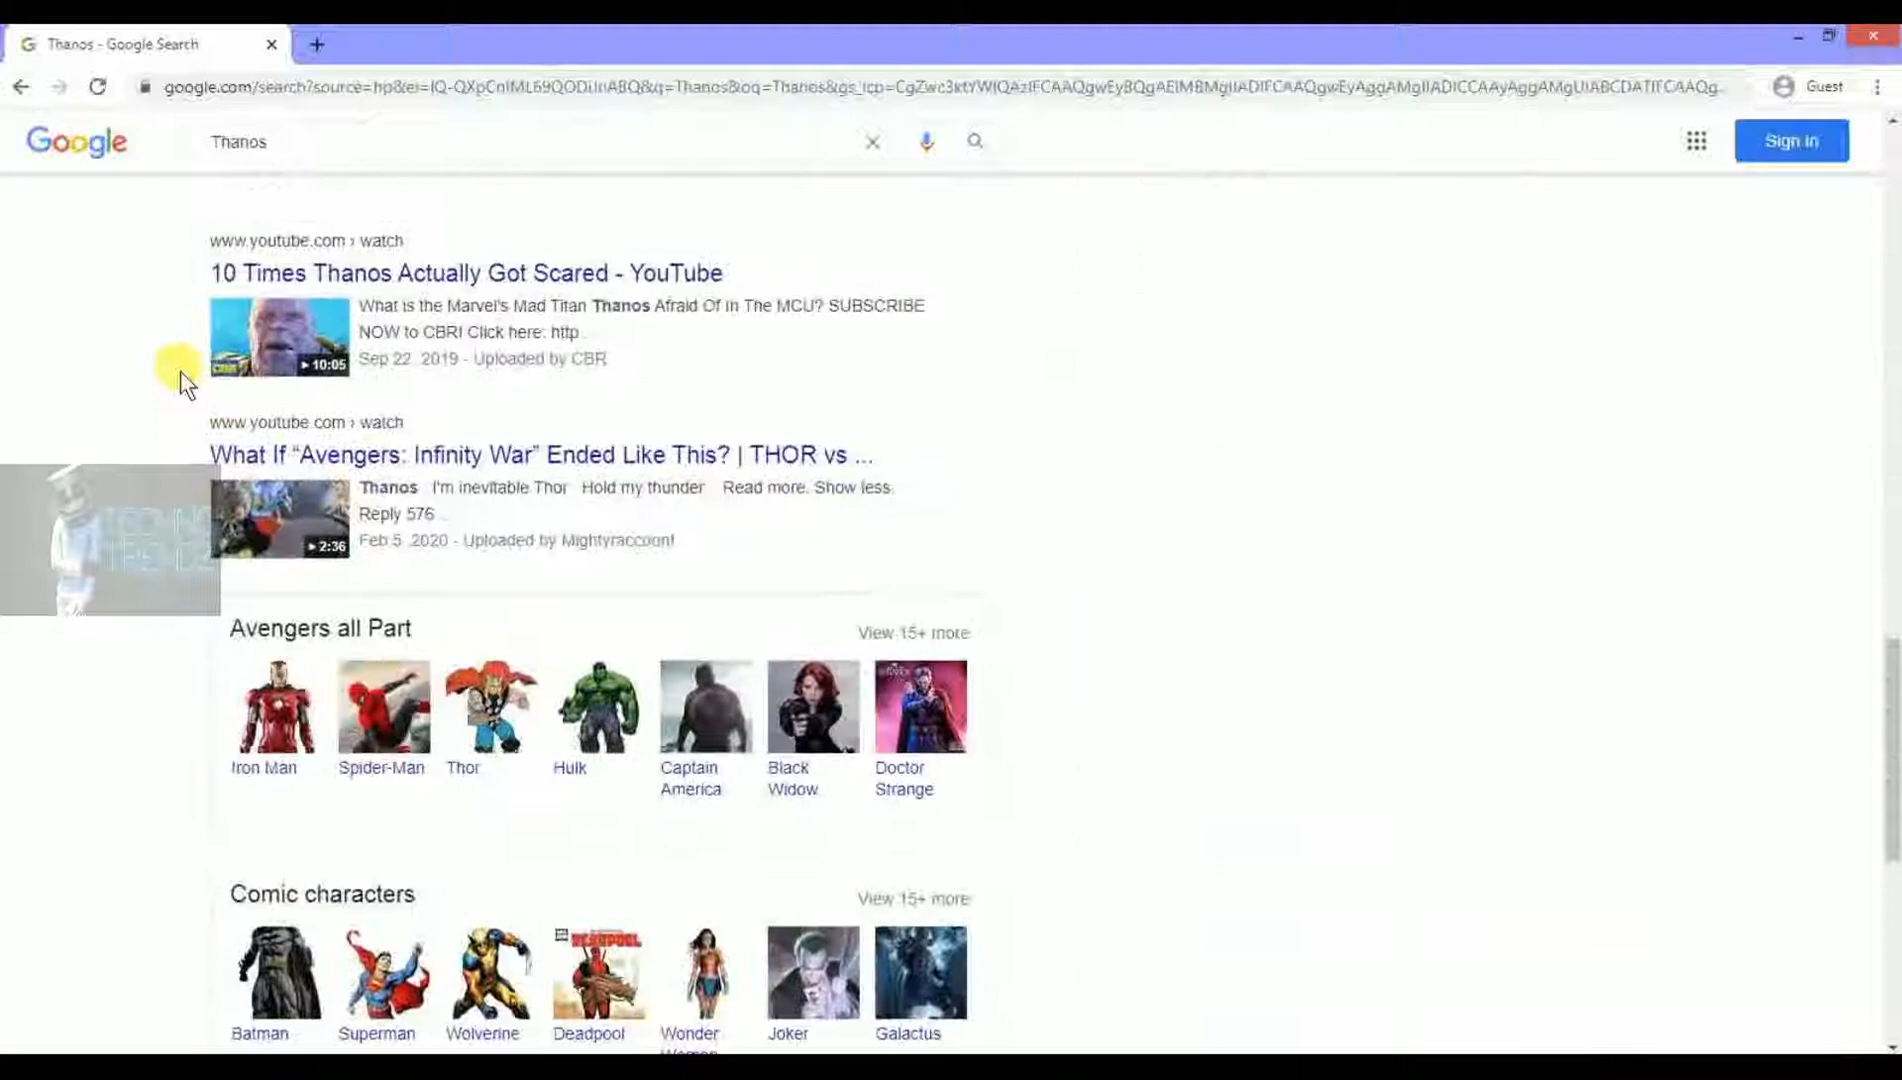 Thanos - Google Search
Guest
Google
Thanos
Sign in
www.youtube.com › watch
10 Times Thanos Actually Got Scared - YouTube
What is the Marvel's Mad Titan Thanos Afraid Of in The MCU? SUBSCRIBE
NOW to CBR! Click here: http
Sep 22, 2019 - Uploaded by CBR
10:05
www.youtube.com › watch
What If “Avengers: Infinity War” Ended Like This? | THOR vs ...
Thanos I'm inevitable Thor Hold my thunder Read more. Show less.
Reply 576
Feb 5, 2020 - Uploaded by Mightyraccoon!
2:36
TECHNO
TRENDZ
Avengers all Part
View 15+ more
Iron Man
Spider-Man
Thor
Hulk
Captain
America
Black
Widow
Doctor
Strange
Comic characters
View 15+ more
DEADPOOL
Batman
Superman
Wolverine
Deadpool
Wonder
Joker
Galactus